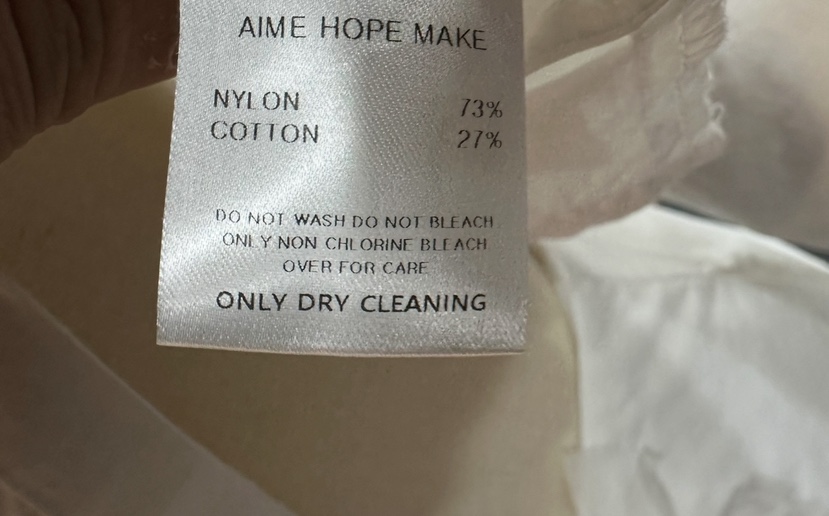 AIME HOPE MAKE
NYLON 73%
COTTON 27%
DO NOT WASH DO NOT BLEACH
ONLY NON CHLORINE BLEACH
OVER FOR CARE
ONLY DRY CLEANING